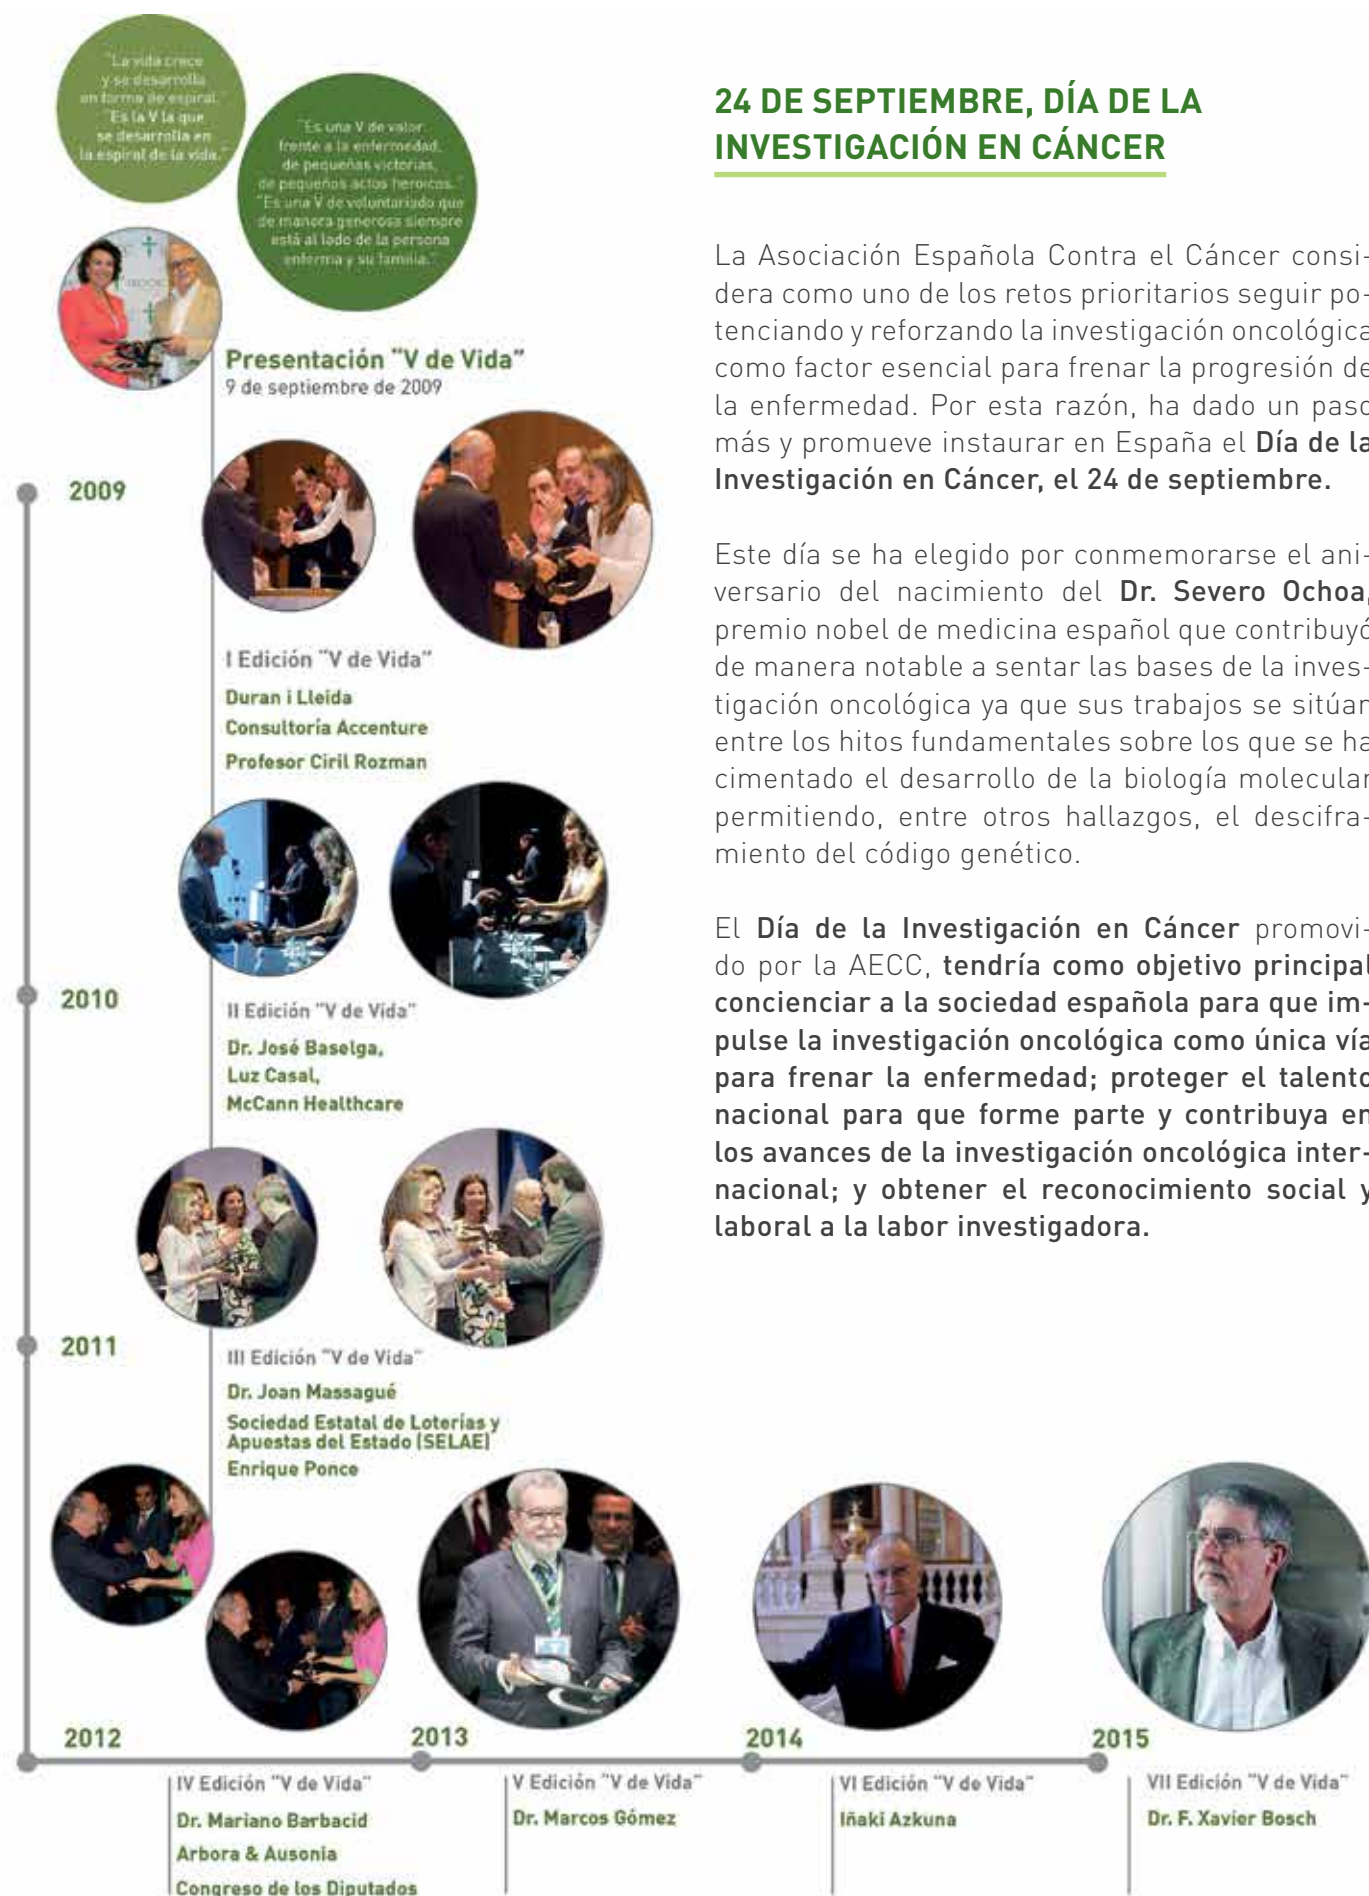 "La vida crece
y se desarrolla
en forma de espiral."
"Es la V la que
se desarrolla en
la espiral de la vida."
"Es una V de valor
frente a la enfermedad,
de pequeñas victorias,
de pequeños actos heroicos."
"Es una V de voluntariado que
de manera generosa siempre
está al lado de la persona
enferma y su familia."
Presentación "V de Vida"
9 de septiembre de 2009
2009
I Edición "V de Vida"
Duran i Lleida
Consultoría Accenture
Profesor Ciril Rozman
2010
II Edición "V de Vida"
Dr. José Baselga,
Luz Casal,
McCann Healthcare
2011
III Edición "V de Vida"
Dr. Joan Massagué
Sociedad Estatal de Loterías y
Apuestas del Estado (SELAE)
Enrique Ponce
2012
IV Edición "V de Vida"
Dr. Mariano Barbacid
Arbora & Ausonia
Congreso de los Diputados
2013
V Edición "V de Vida"
Dr. Marcos Gómez
2014
VI Edición "V de Vida"
Iñaki Azkuna
2015
VII Edición "V de Vida"
Dr. F. Xavier Bosch
24 DE SEPTIEMBRE, DÍA DE LA
INVESTIGACIÓN EN CÁNCER
La Asociación Española Contra el Cáncer consi-
dera como uno de los retos prioritarios seguir po-
tenciando y reforzando la investigación oncológica
como factor esencial para frenar la progresión de
la enfermedad. Por esta razón, ha dado un paso
más y promueve instaurar en España el Día de la
Investigación en Cáncer, el 24 de septiembre.
Este día se ha elegido por conmemorarse el ani-
versario del nacimiento del Dr. Severo Ochoa,
premio nobel de medicina español que contribuyó
de manera notable a sentar las bases de la inves-
tigación oncológica ya que sus trabajos se sitúan
entre los hitos fundamentales sobre los que se ha
cimentado el desarrollo de la biología molecular
permitiendo, entre otros hallazgos, el descifra-
miento del código genético.
El Día de la Investigación en Cáncer promovi-
do por la AECC, tendría como objetivo principal
concienciar a la sociedad española para que im-
pulse la investigación oncológica como única vía
para frenar la enfermedad; proteger el talento
nacional para que forme parte y contribuya en
los avances de la investigación oncológica inter-
nacional; y obtener el reconocimiento social y
laboral a la labor investigadora.